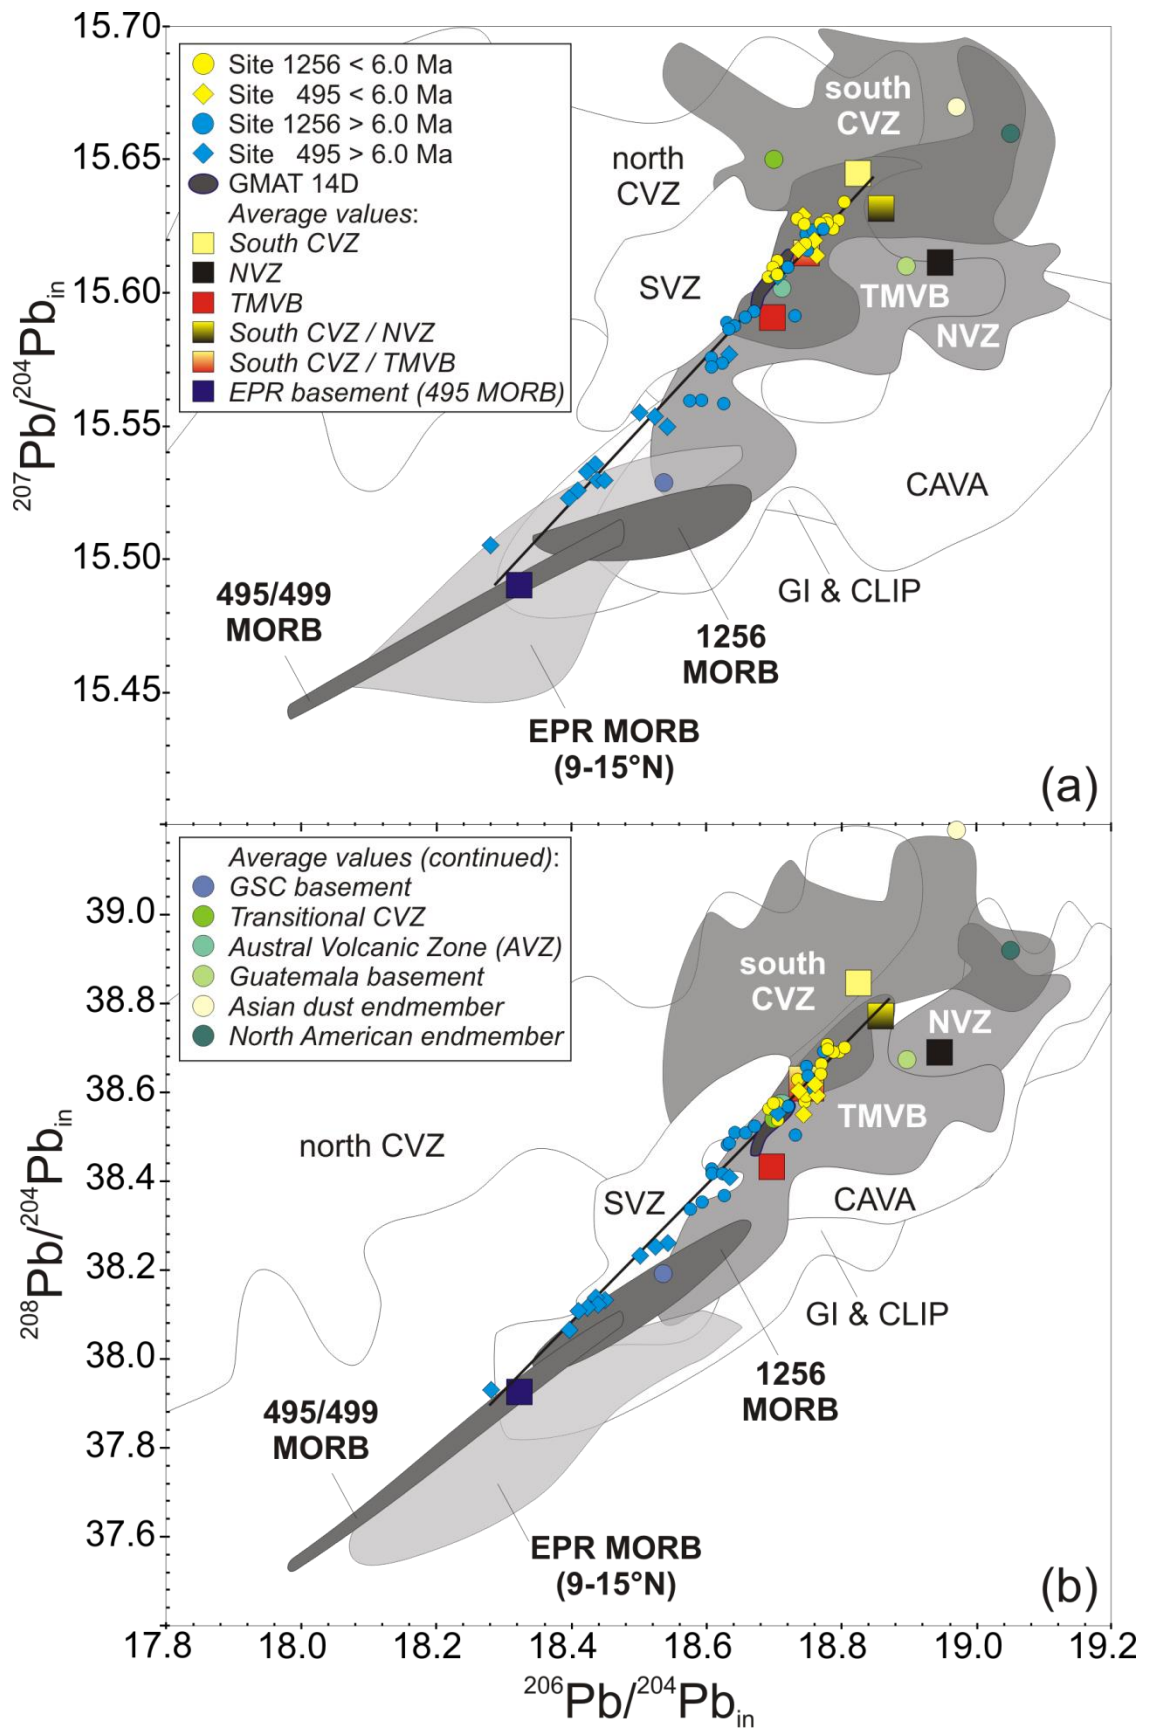 15.70
15.65
15.60
15.55
15.50
15.45
207Pb/204Pbin
Site 1256 < 6.0 Ma
Site 495 < 6.0 Ma
Site 1256 > 6.0 Ma
Site 495 > 6.0 Ma
GMAT 14D
Average values:
South CVZ
NVZ
TMVB
South CVZ / NVZ
South CVZ / TMVB
EPR basement (495 MORB)
south
CVZ
north
CVZ
SVZ
TMVB
NVZ
CAVA
GI & CLIP
495/499
MORB
1256
MORB
EPR MORB
(9-15°N)
(a)
Average values (continued):
GSC basement
Transitional CVZ
Austral Volcanic Zone (AVZ)
Guatemala basement
Asian dust endmember
North American endmember
39.0
38.8
38.6
38.4
38.2
38.0
37.8
37.6
208Pb/204Pbin
south
CVZ
NVZ
TMVB
north CVZ
SVZ
CAVA
GI & CLIP
1256
MORB
495/499
MORB
EPR MORB
(9-15°N)
(b)
17.8 18.0 18.2 18.4 18.6 18.8 19.0 19.2
206Pb/204Pbin